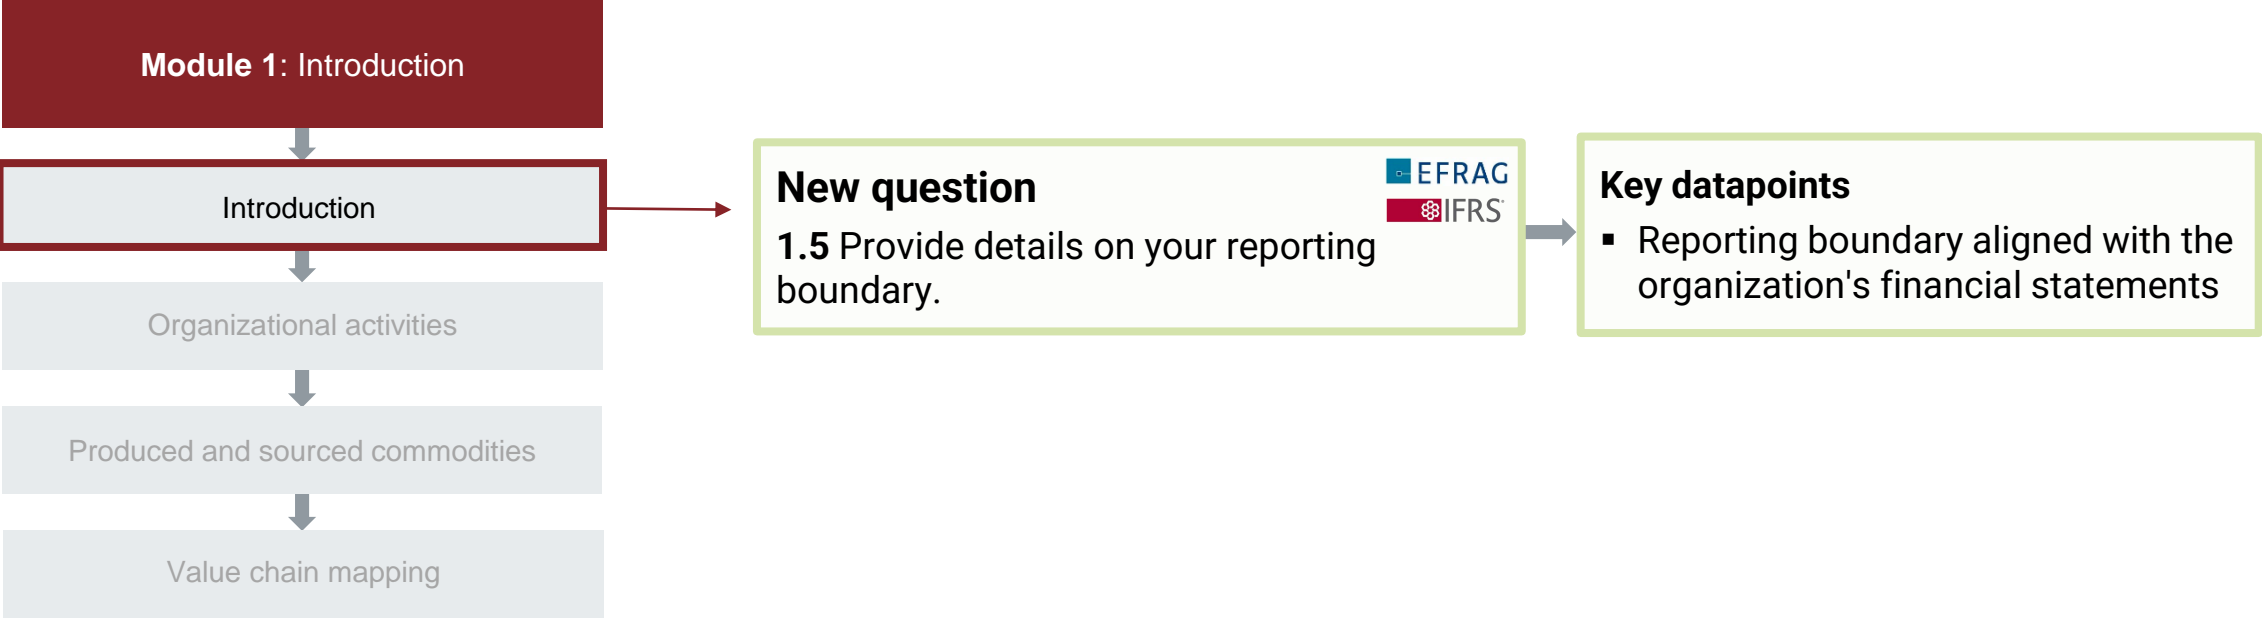 Module 1: Introduction
Introduction
Organizational activities
Produced and sourced commodities
Value chain mapping
New question
EFRAG
IFRS
1.5 Provide details on your reporting
boundary.
Key datapoints
▪ Reporting boundary aligned with the
organization's financial statements